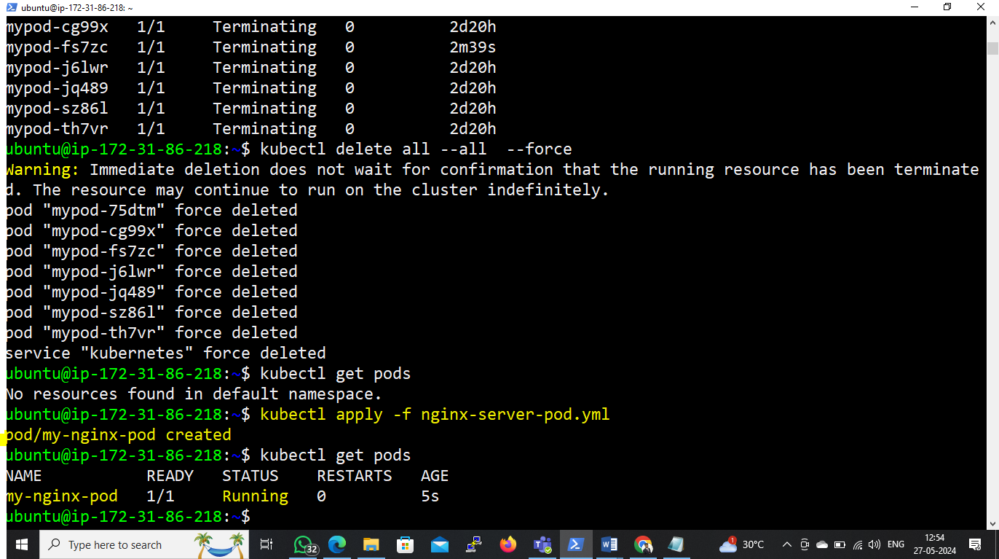 ubuntu@ip-172-31-86-218: ~
mypod-cg99x 1/1 Terminating 0 2d20h
mypod-fs7zc 1/1 Terminating 0 2m39s
mypod-j6lwr 1/1 Terminating 0 2d20h
mypod-jq489 1/1 Terminating 0 2d20h
mypod-sz86l 1/1 Terminating 0 2d20h
mypod-th7vr 1/1 Terminating 0 2d20h
ubuntu@ip-172-31-86-218:~$ kubectl delete all --all  --force
Warning: Immediate deletion does not wait for confirmation that the running resource has been terminate
d. The resource may continue to run on the cluster indefinitely.
pod "mypod-75dtm" force deleted
pod "mypod-cg99x" force deleted
pod "mypod-fs7zc" force deleted
pod "mypod-j6lwr" force deleted
pod "mypod-jq489" force deleted
pod "mypod-sz86l" force deleted
pod "mypod-th7vr" force deleted
service "kubernetes" force deleted
ubuntu@ip-172-31-86-218:~$ kubectl get pods
No resources found in default namespace.
ubuntu@ip-172-31-86-218:~$ kubectl apply -f nginx-server-pod.yml
pod/my-nginx-pod created
ubuntu@ip-172-31-86-218:~$ kubectl get pods
NAME READY STATUS RESTARTS AGE
my-nginx-pod 1/1 Running 0 5s
ubuntu@ip-172-31-86-218:~$
Type here to search 32 1 30°C ENG 12:54
27-05-2024